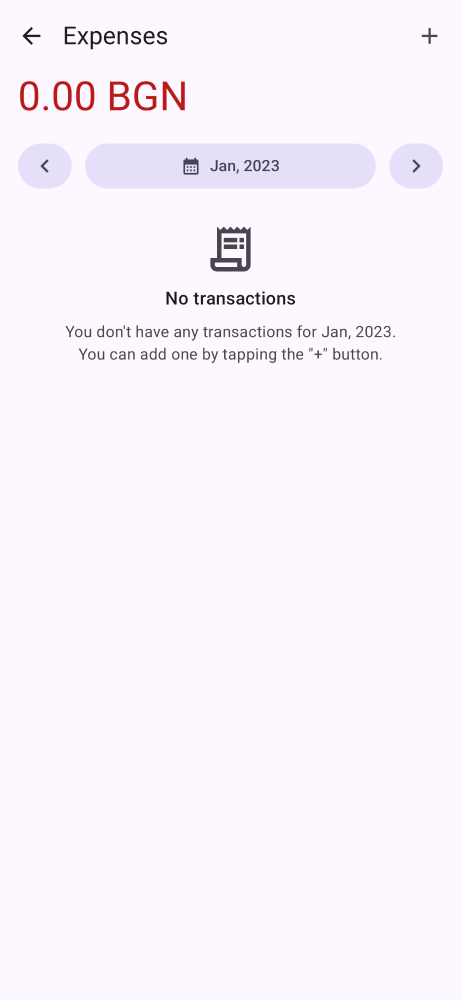 Expenses
0.00 BGN
Jan, 2023
No transactions
You don't have any transactions for Jan, 2023.
You can add one by tapping the "+" button.